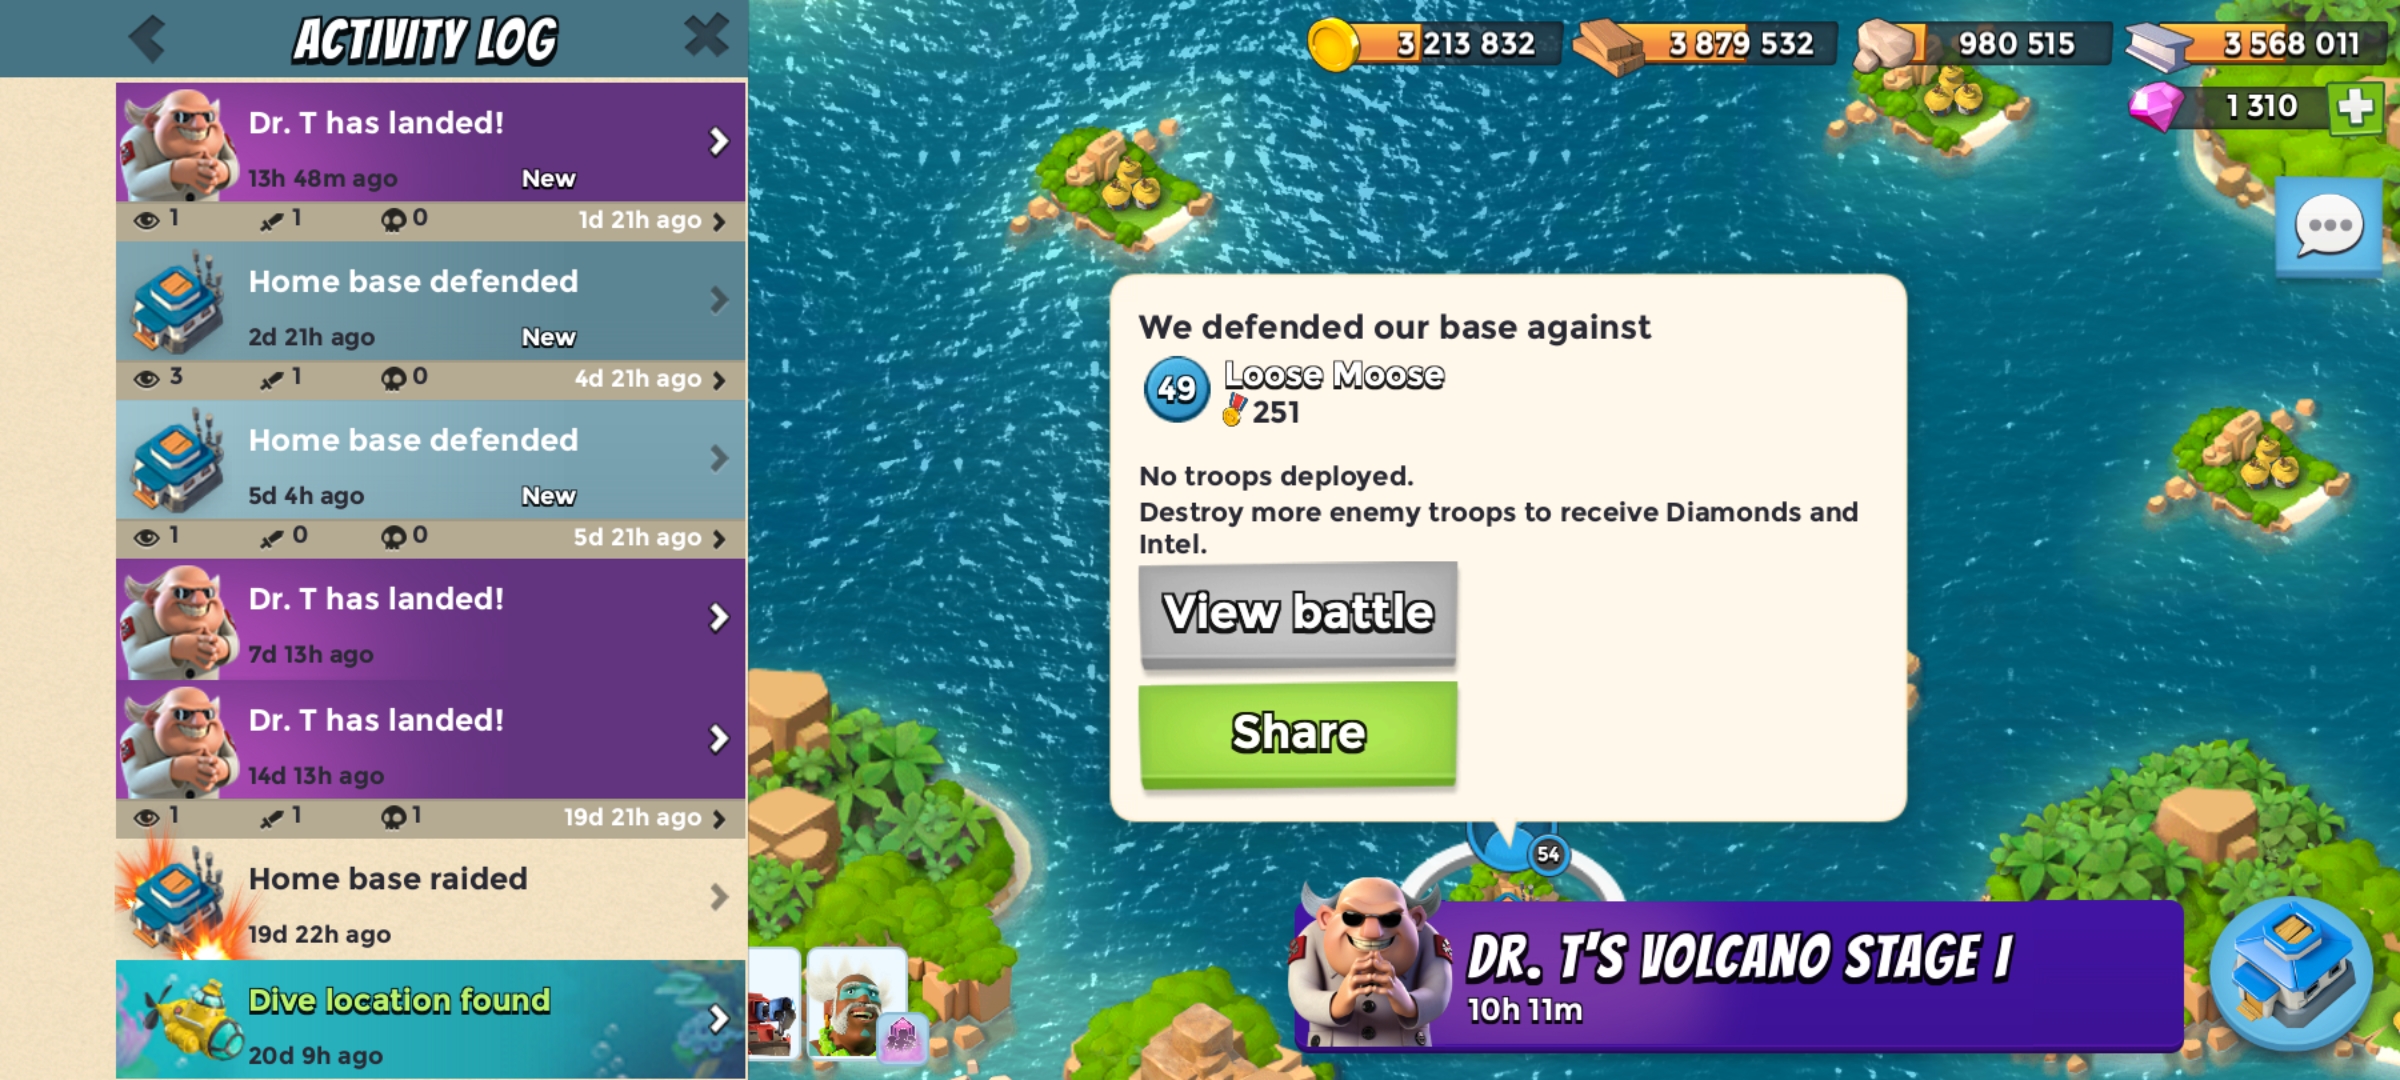 ACTIVITY LOG
Dr. T has landed!
13h 48m ago
New
1
1
0
1d 21h ago
Home base defended
2d 21h ago
New
3
1
0
4d 21h ago
Home base defended
5d 4h ago
New
1
0
0
5d 21h ago
Dr. T has landed!
7d 13h ago
Dr. T has landed!
14d 13h ago
1
1
1
19d 21h ago
Home base raided
19d 22h ago
Dive location found
20d 9h ago
3 213 832
3 879 532
980 515
3 568 011
1 310
We defended our base against
49
Loose Moose
251
No troops deployed.
Destroy more enemy troops to receive Diamonds and
Intel.
View battle
Share
54
DR. T'S VOLCANO STAGE I
10h 11m